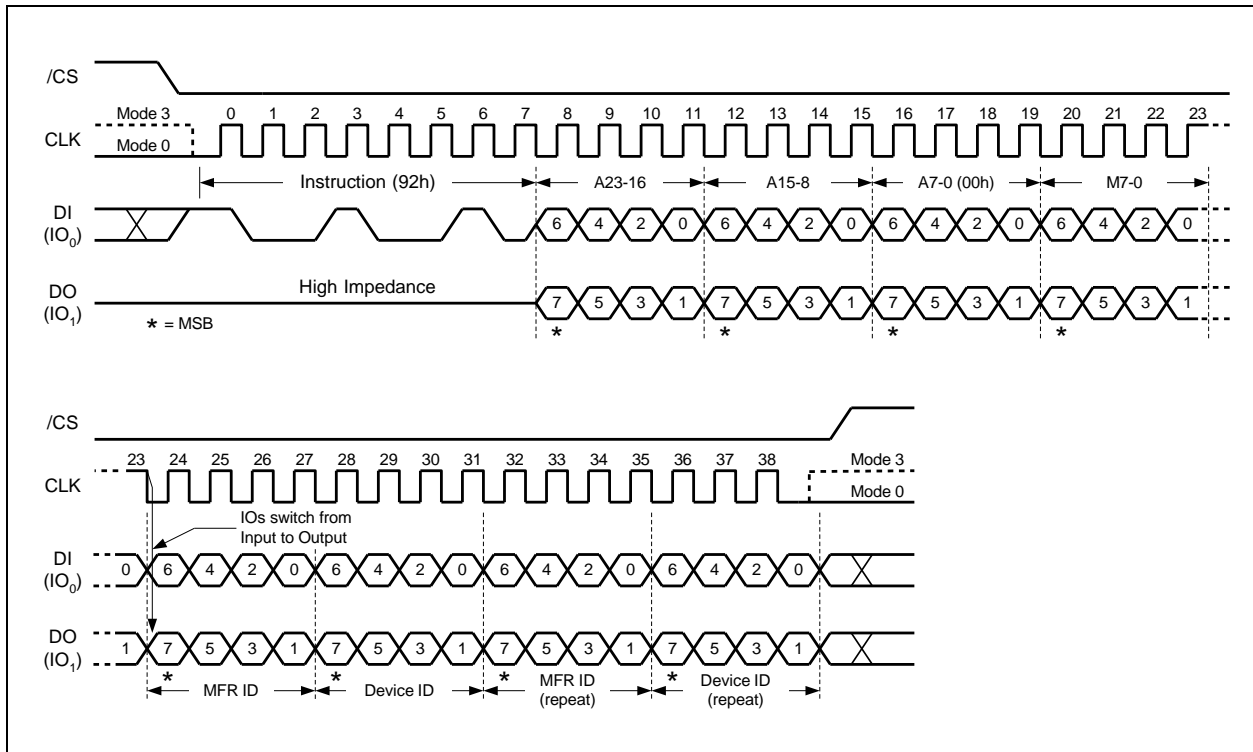 /CS
Mode 3 0 1 2 3 4 5 6 7 8 9 10 11 12 13 14 15 16 17 18 19 20 21 22 23
CLK
Mode 0
Instruction (92h) A23-16 A15-8 A7-0 (00h) M7-0
DI
(IO0)
6 4 2 0 6 4 2 0 6 4 2 0 6 4 2 0
High Impedance
DO
(IO1)
7 5 3 1 7 5 3 1 7 5 3 1 7 5 3 1
* = MSB
* * * *
/CS
23 24 25 26 27 28 29 30 31 32 33 34 35 36 37 38 Mode 3
CLK
Mode 0
IOs switch from
Input to Output
DI
(IO0)
0 6 4 2 0 6 4 2 0 6 4 2 0 6 4 2 0
DO
(IO1)
1 7 5 3 1 7 5 3 1 7 5 3 1 7 5 3 1
* * * *
MFR ID Device ID MFR ID
(repeat)
Device ID
(repeat)